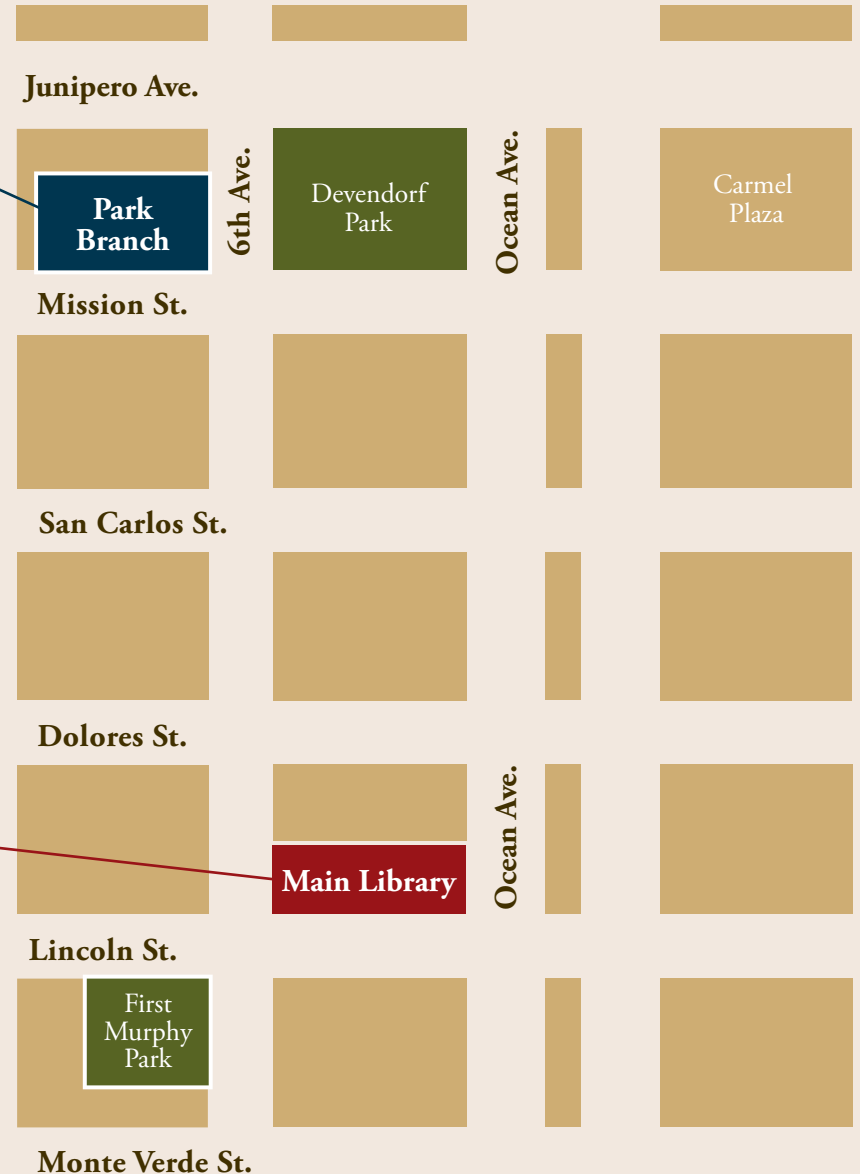 Junipero Ave.
Park
Branch
6th Ave.
Devendorf
Park
Ocean Ave.
Carmel
Plaza
Mission St.
San Carlos St.
Dolores St.
Ocean Ave.
Main Library
Lincoln St.
First
Murphy
Park
Monte Verde St.